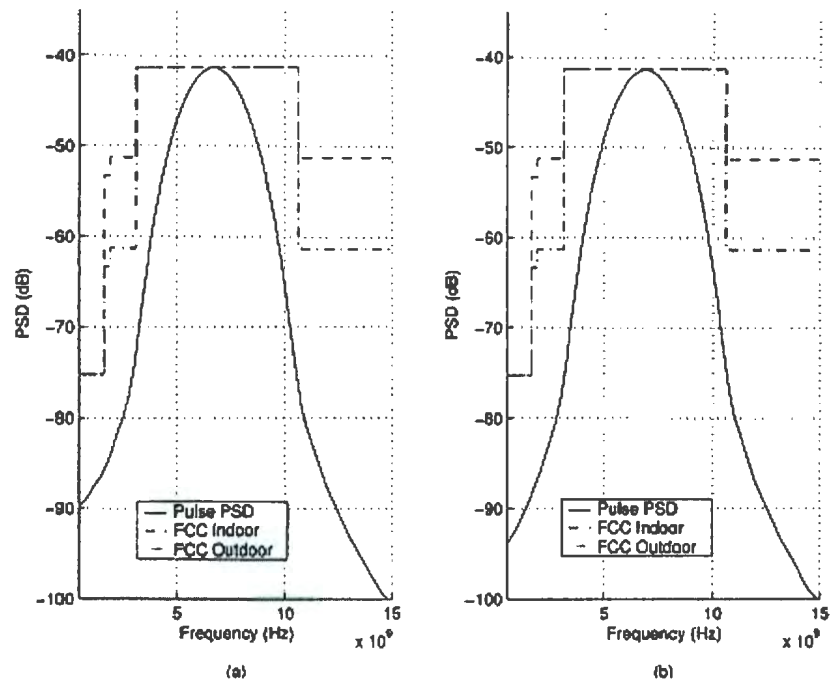 -40
-50
-60
-70
-80
-90
-100
PSD (dB)
Pulse PSD
FCC Indoor
FCC Outdoor
5
10
15
Frequency (Hz)
x 10⁹
(a)
-40
-50
-60
-70
-80
-90
-100
PSD (dB)
Pulse PSD
FCC Indoor
FCC Outdoor
5
10
15
Frequency (Hz)
x 10⁹
(b)